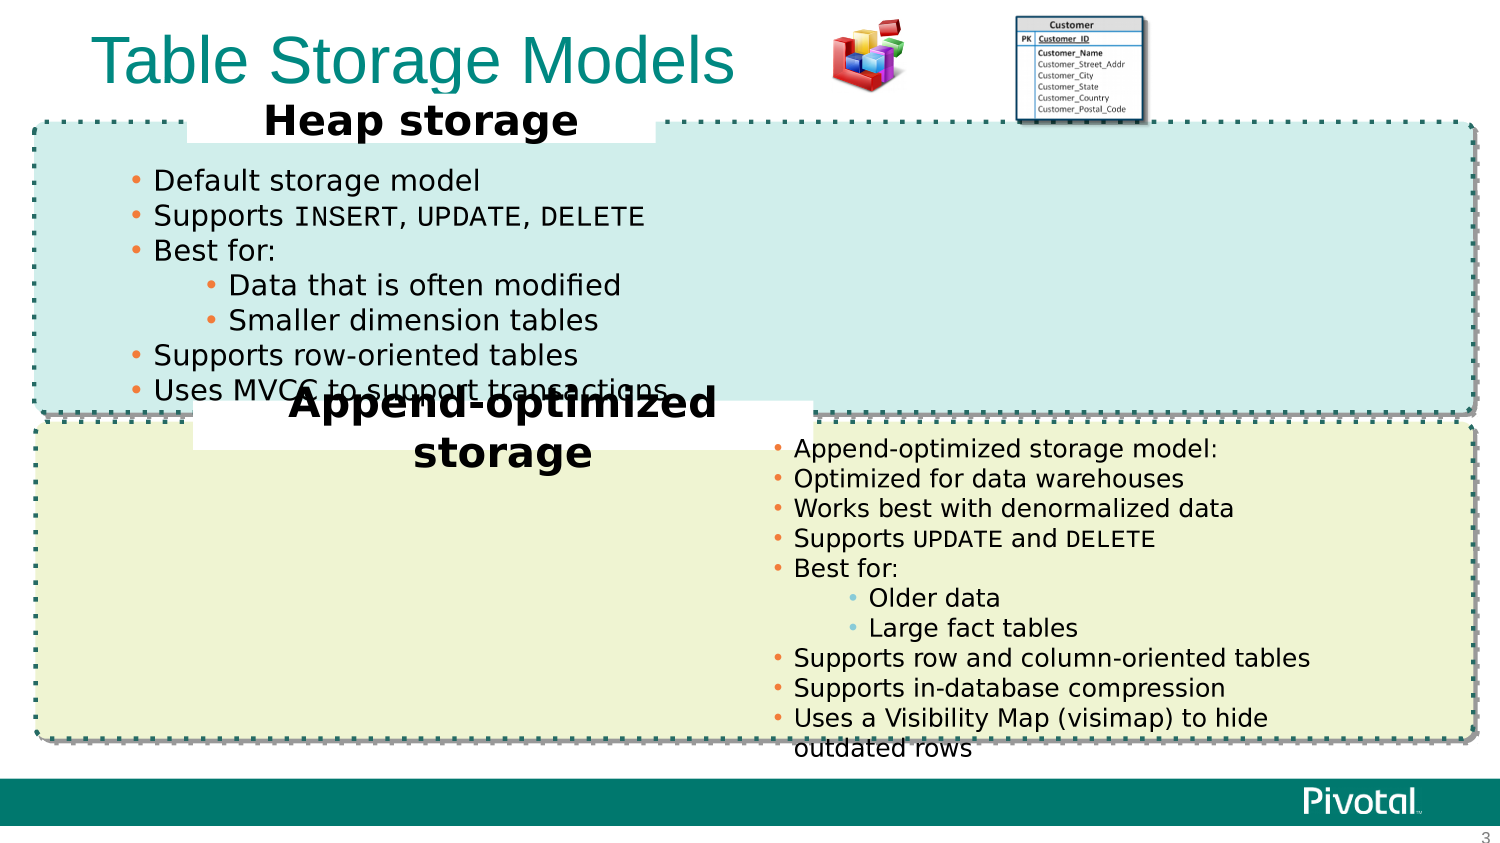 Table Storage Models
Customer
PK Customer_ID
Customer_Name
Customer_Street_Addr
Customer_City
Customer_State
Customer_Country
Customer_Postal_Code
Heap storage
• Default storage model
• Supports INSERT, UPDATE, DELETE
• Best for:
• Data that is often modified
• Smaller dimension tables
• Supports row-oriented tables
• Uses MVCC to support transactions
Append-optimized
storage
• Append-optimized storage model:
• Optimized for data warehouses
• Works best with denormalized data
• Supports UPDATE and DELETE
• Best for:
• Older data
• Large fact tables
• Supports row and column-oriented tables
• Supports in-database compression
• Uses a Visibility Map (visimap) to hide
outdated rows
Pivotal™
3